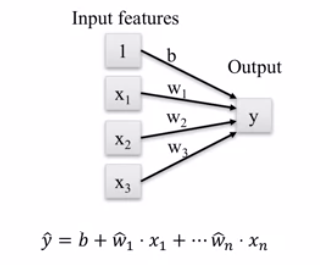 Input features
1
b
Output
x₁
w₁
y
w₂
x₂
w₃
x₃
ŷ = b + ŵ₁ · x₁ + ⋯ ŵₙ · xₙ